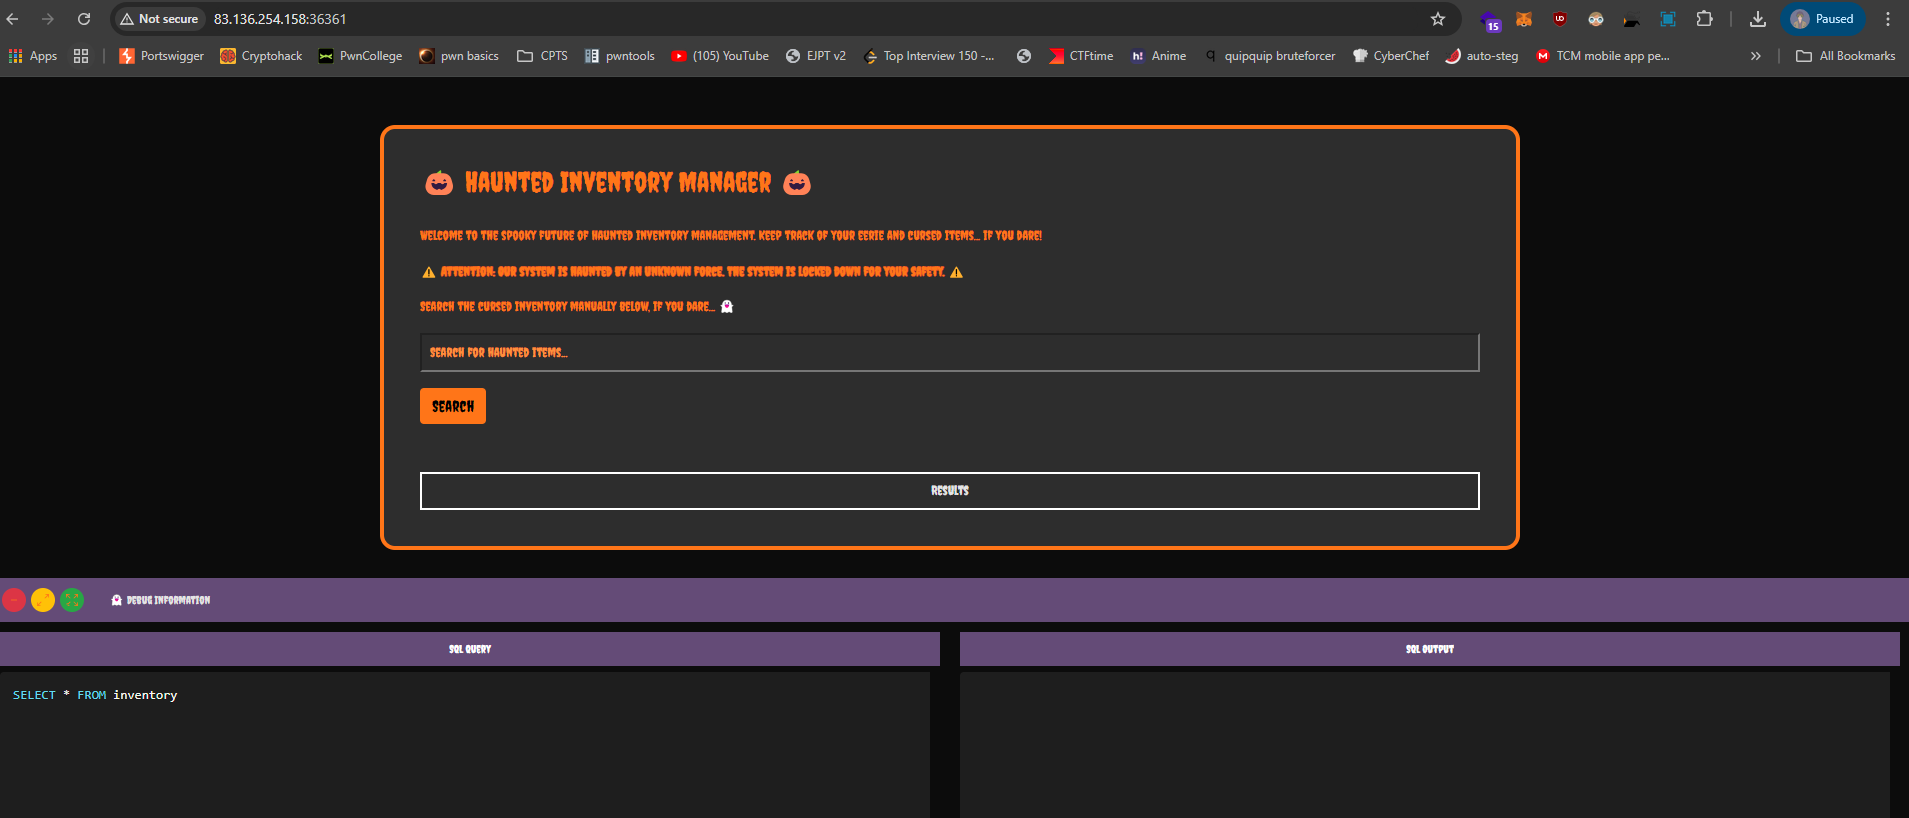 Not secure 83.136.254.158:36361 15 Paused
Apps Portswigger Cryptohack PwnCollege pwn basics CPTS pwntools (105) YouTube EJPT v2 Top Interview 150 -... CTFtime h! Anime q quipquip bruteforcer CyberChef auto-steg M TCM mobile app pe... » All Bookmarks
HAUNTED INVENTORY MANAGER
WELCOME TO THE SPOOKY FUTURE OF HAUNTED INVENTORY MANAGEMENT. KEEP TRACK OF YOUR EERIE AND CURSED ITEMS... IF YOU DARE!
ATTENTION: OUR SYSTEM IS HAUNTED BY AN UNKNOWN FORCE. THE SYSTEM IS LOCKED DOWN FOR YOUR SAFETY.
SEARCH THE CURSED INVENTORY MANUALLY BELOW, IF YOU DARE...
SEARCH FOR HAUNTED ITEMS...
SEARCH
RESULTS
DEBUG INFORMATION
SQL QUERY
SQL OUTPUT
SELECT * FROM inventory